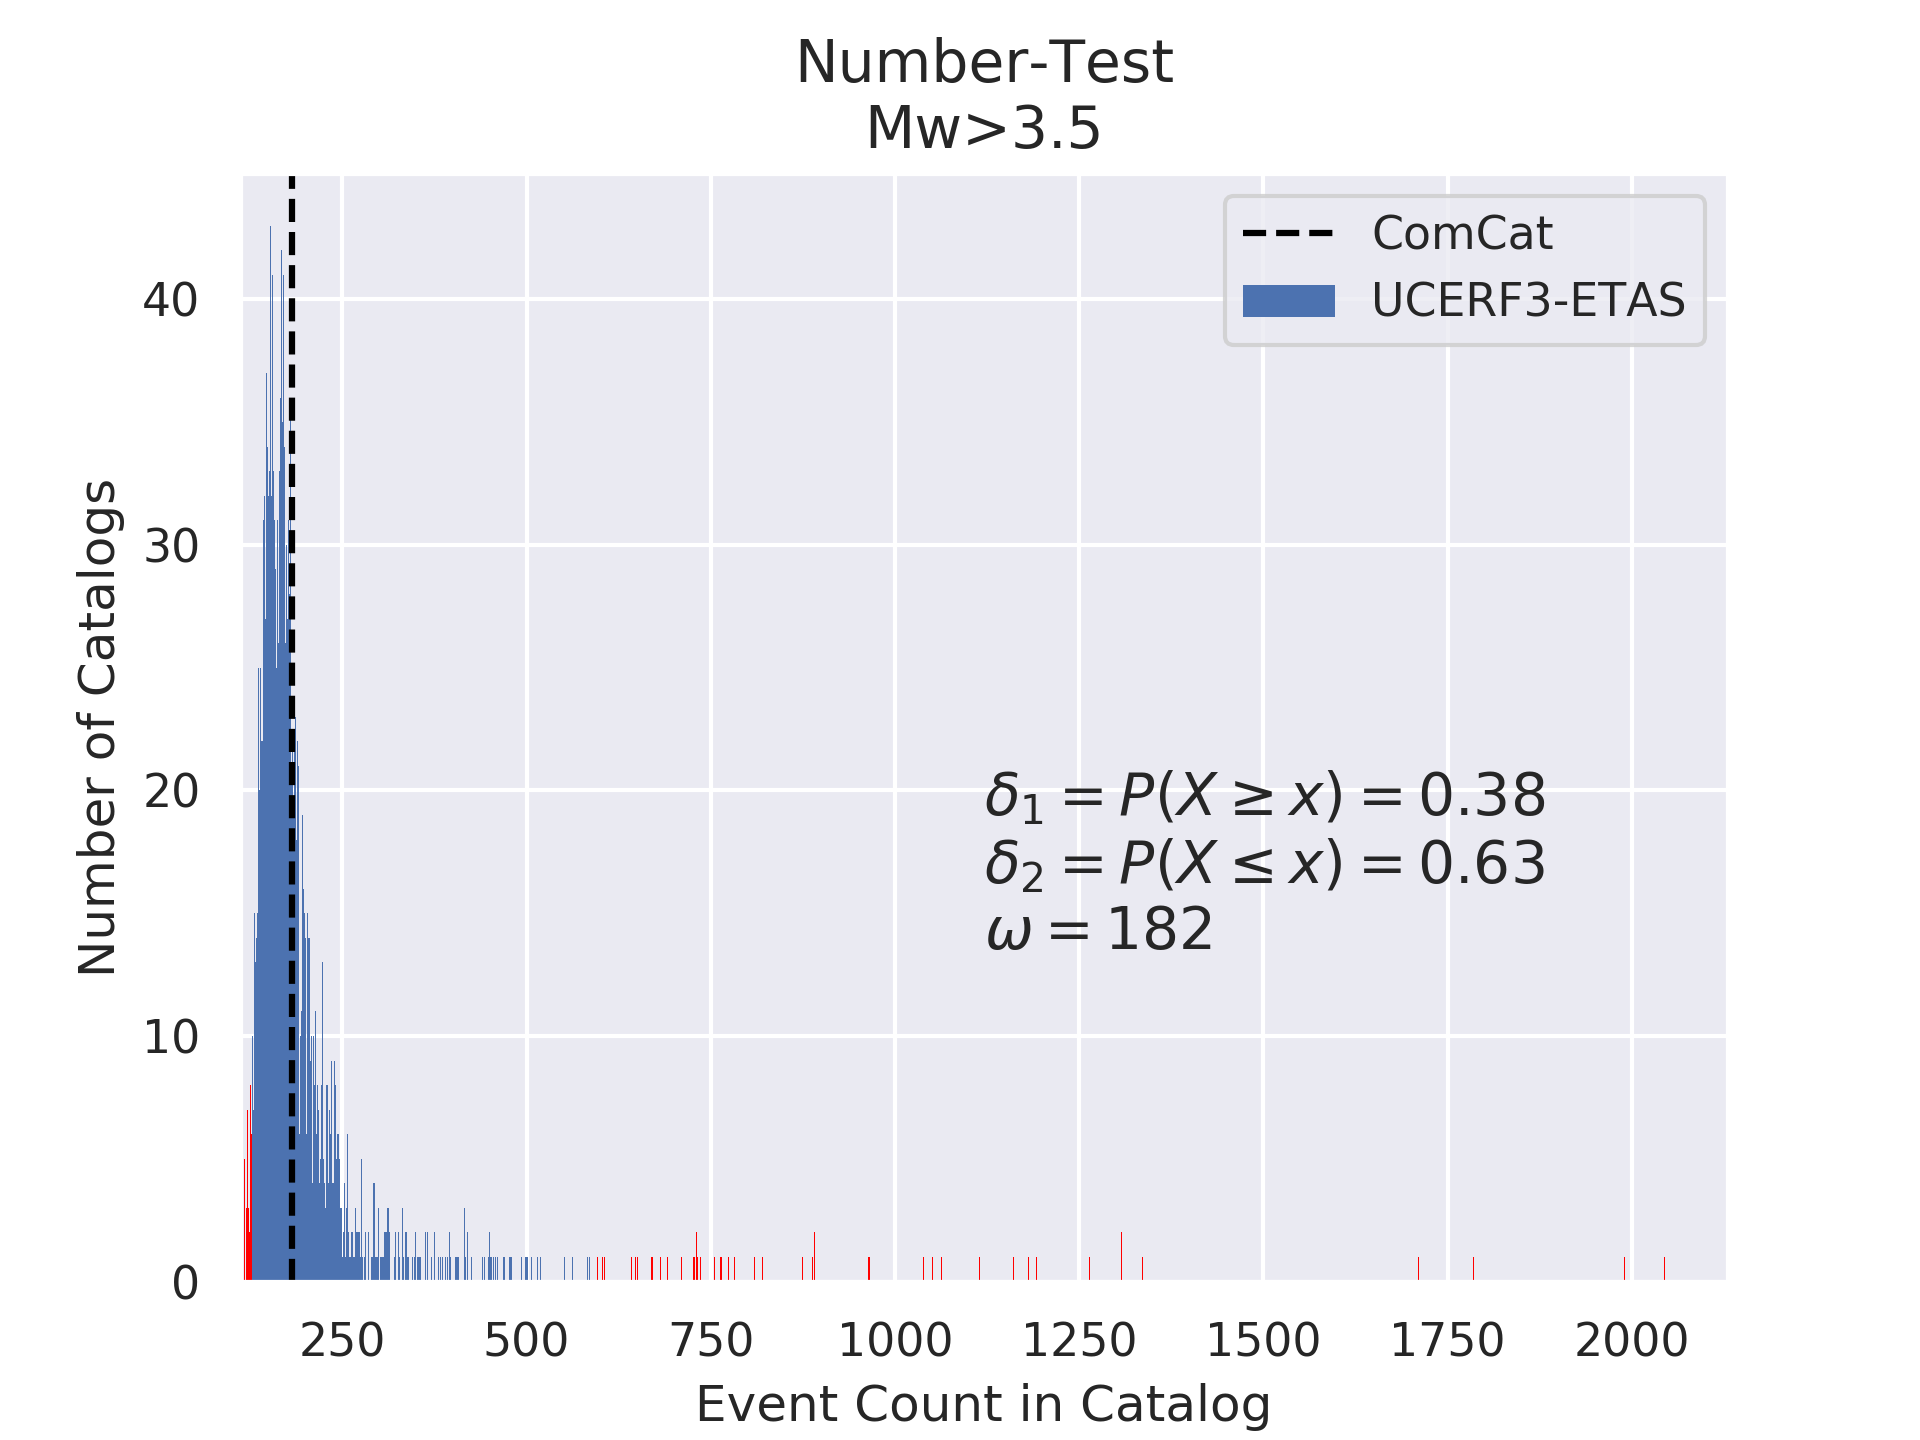 Number-Test
Mw>3.5
ComCat
UCERF3-ETAS
40
30
20
10
0
Number of Catalogs
δ₁ = P(X ≥ x) = 0.38
δ₂ = P(X ≤ x) = 0.63
ω = 182
250 500 750 1000 1250 1500 1750 2000
Event Count in Catalog